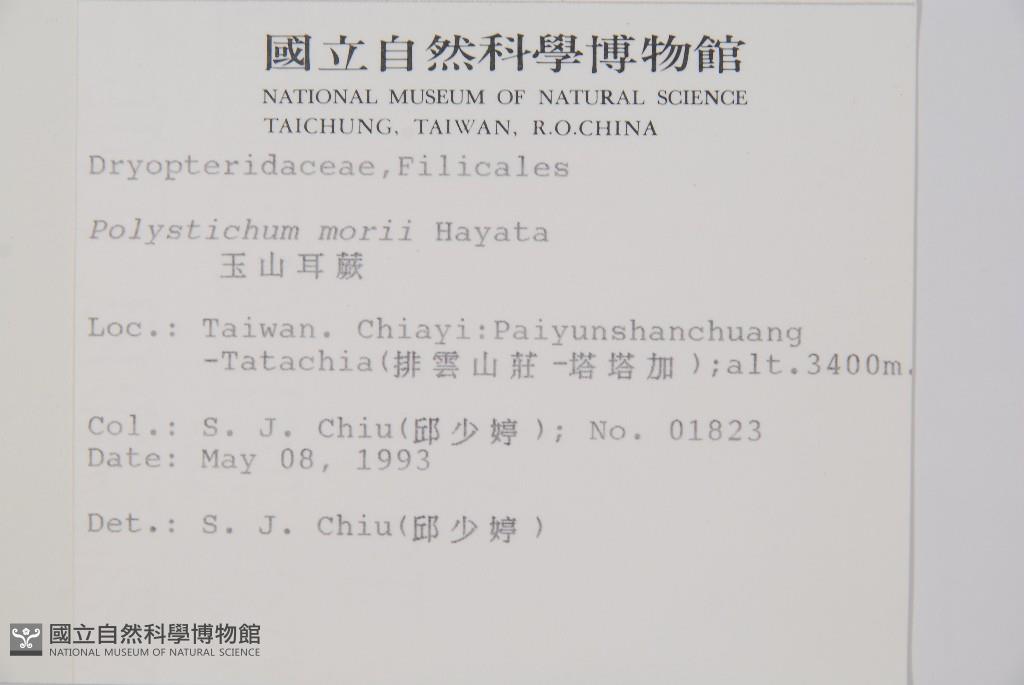 國立自然科學博物館
NATIONAL MUSEUM OF NATURAL SCIENCE
TAICHUNG, TAIWAN, R.O.CHINA
Dryopteridaceae,Filicales
Polystichum morii Hayata
玉山耳蕨
Loc.: Taiwan. Chiayi:Paiyunshanchuang
-Tatachia(排雲山莊-塔塔加);alt.3400m.
Col.: S. J. Chiu(邱少婷); No. 01823
Date: May 08, 1993
Det.: S. J. Chiu(邱少婷)
國立自然科學博物館
NATIONAL MUSEUM OF NATURAL SCIENCE